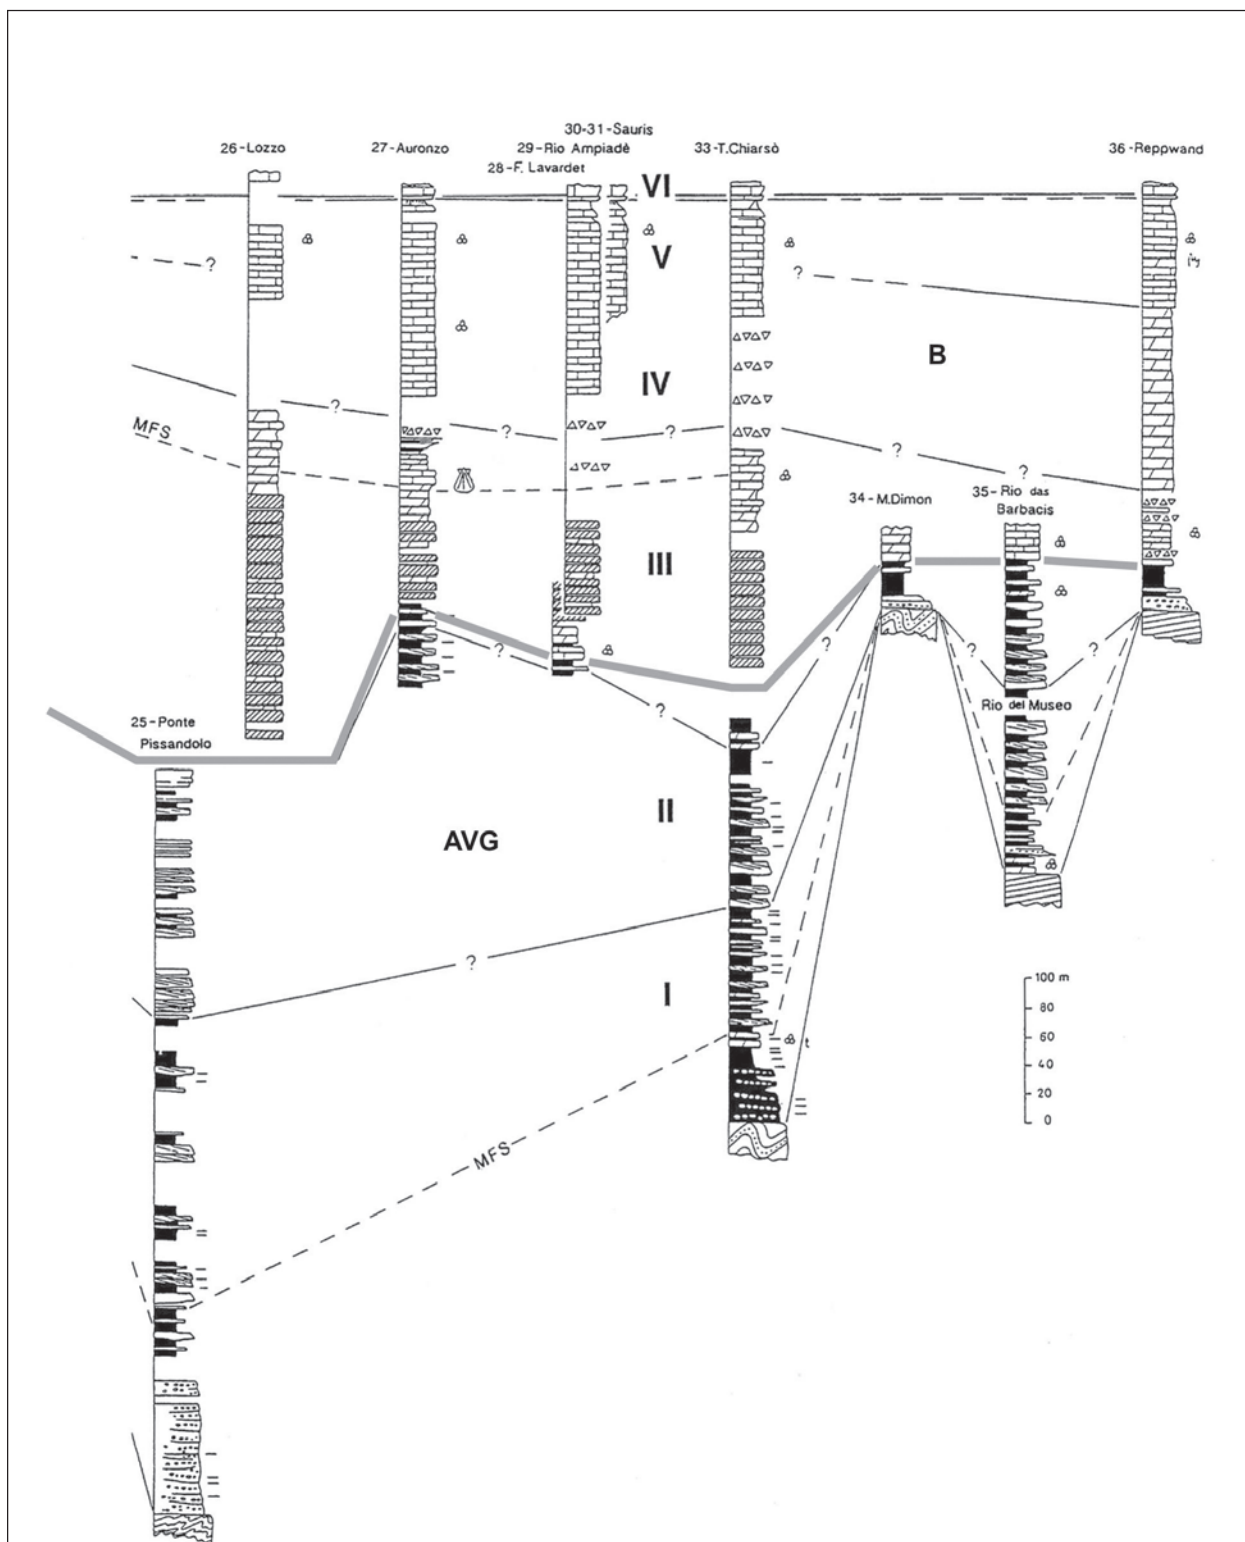 30-31-Sauris
26-Lozzo
27-Auronzo
29-Rio Ampiadè
33-T.Chiarsò
36-Reppwand
28-F. Lavardet
VI
V
?
?
B
IV
?
?
?
?
MFS
34-M.Dimon
35-Rio das
Barbacis
III
?
?
?
?
25-Ponte
Pissandolo
?
Rio del Museo
II
AVG
?
I
100 m
80
60
40
20
0
t
MFS